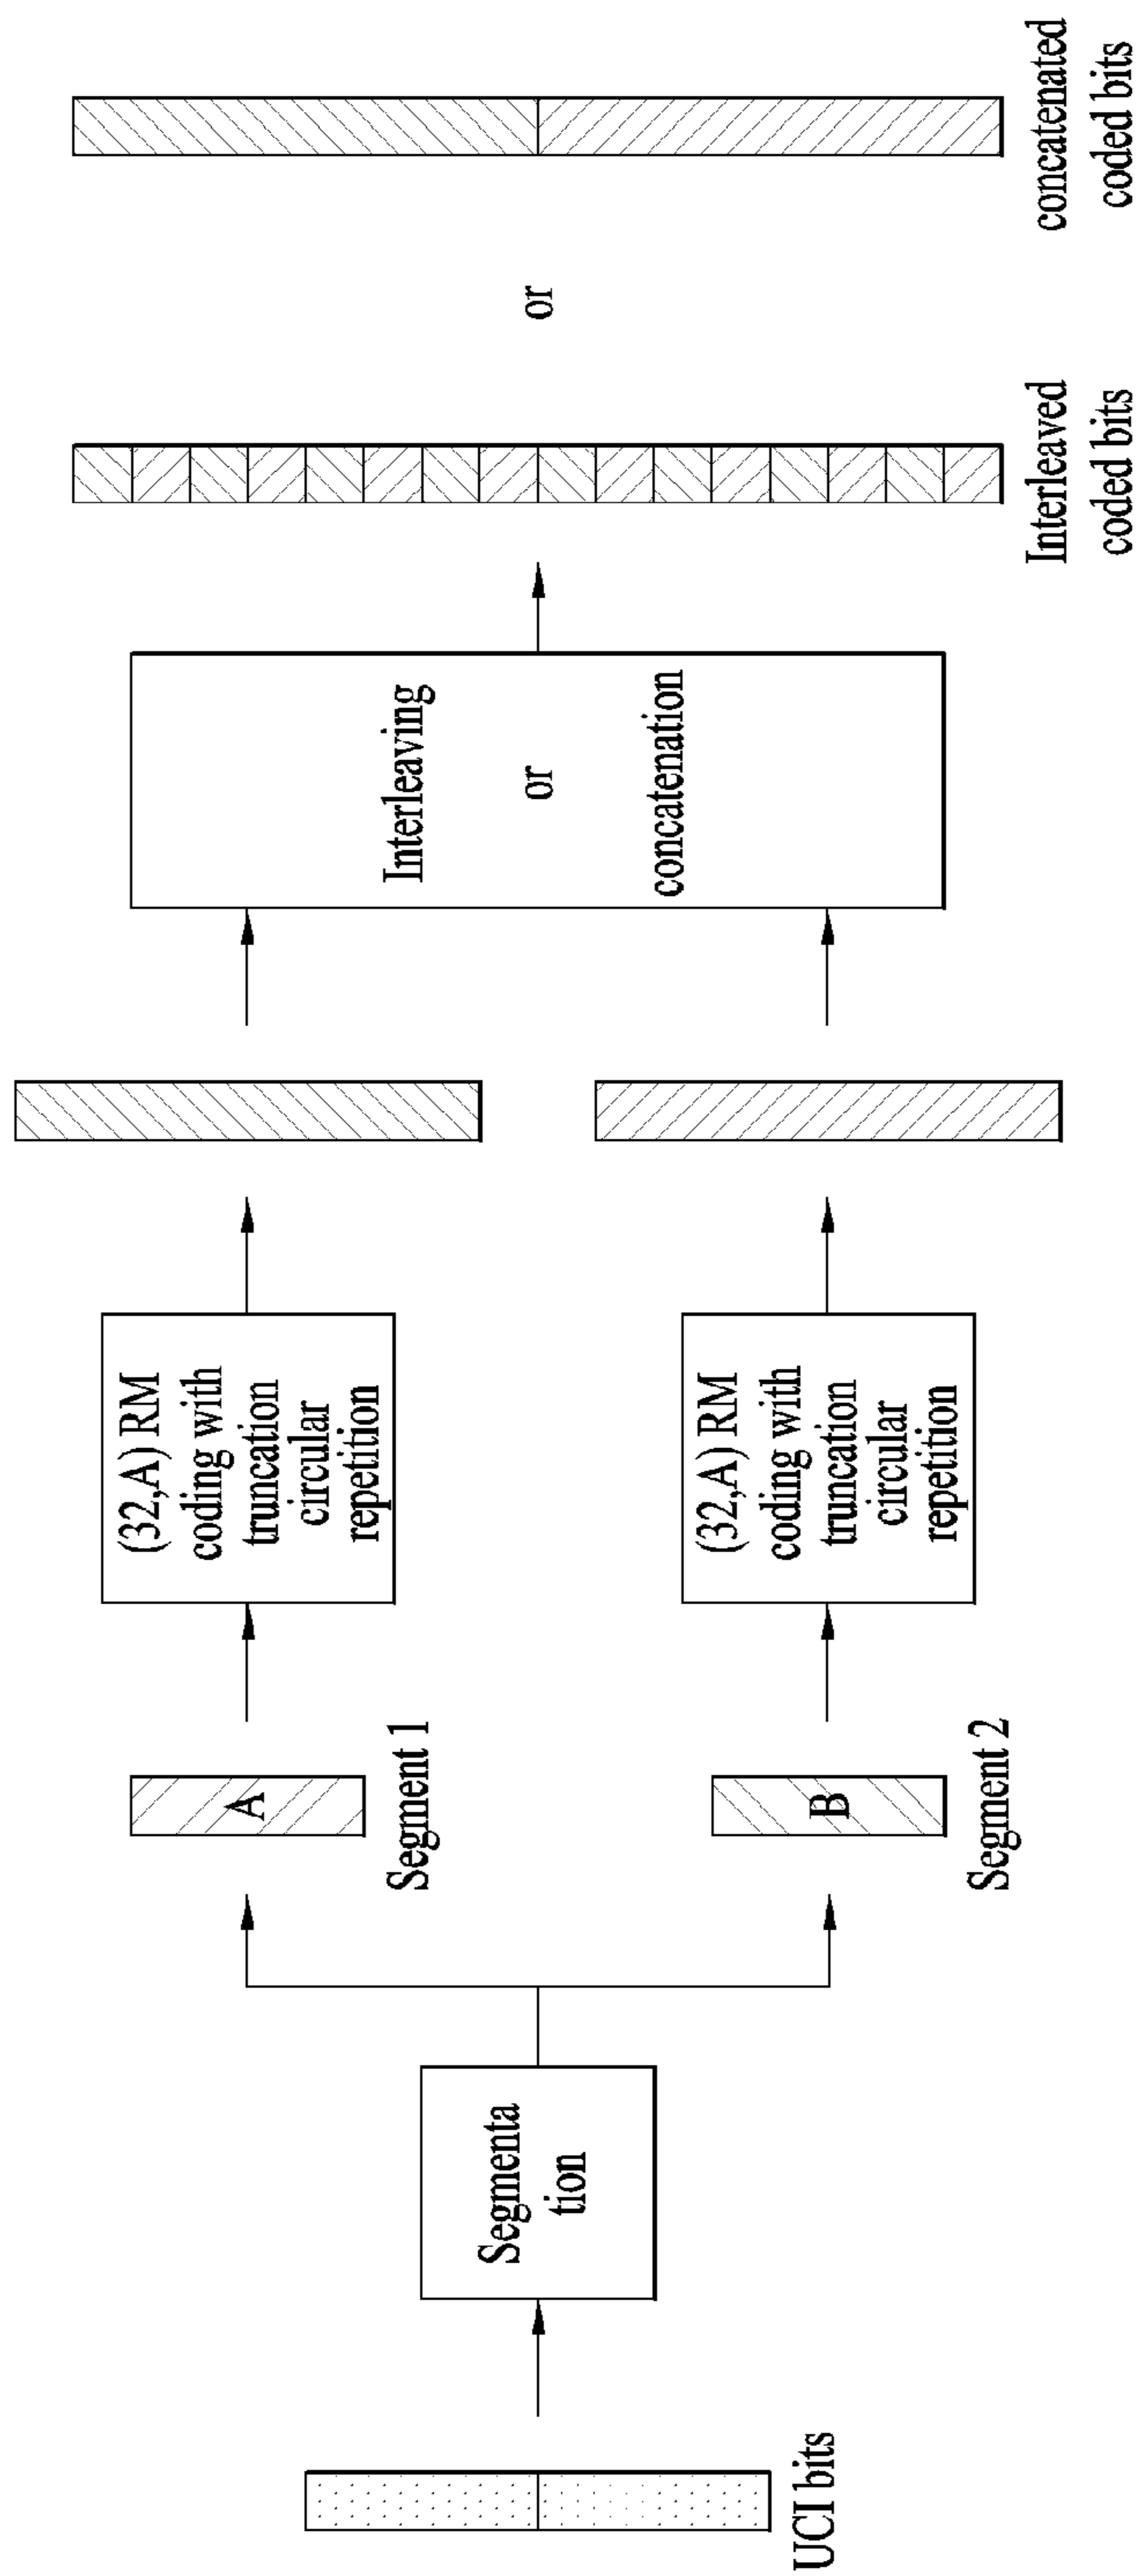 UCI bits
Segmenta
tion
A
Segment 1
B
Segment 2
(32,A) RM
coding with
truncation
circular
repetition
(32,A) RM
coding with
truncation
circular
repetition
Interleaving
or
concatenation
Interleaved
coded bits
or
concatenated
coded bits